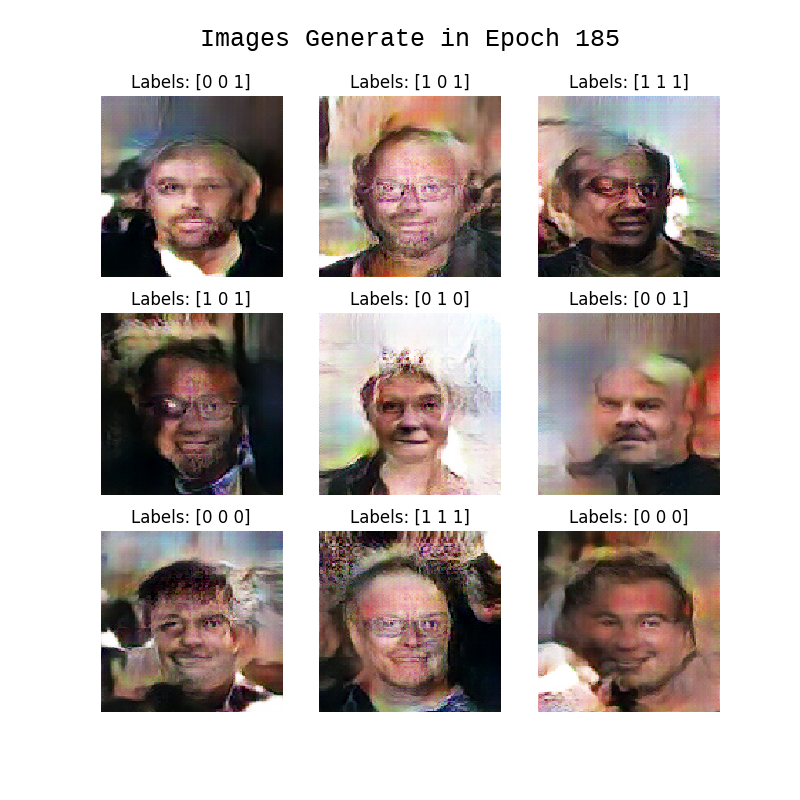 Images Generate in Epoch 185
Labels: [0 0 1]
Labels: [1 0 1]
Labels: [1 1 1]
Labels: [1 0 1]
Labels: [0 1 0]
Labels: [0 0 1]
Labels: [0 0 0]
Labels: [1 1 1]
Labels: [0 0 0]